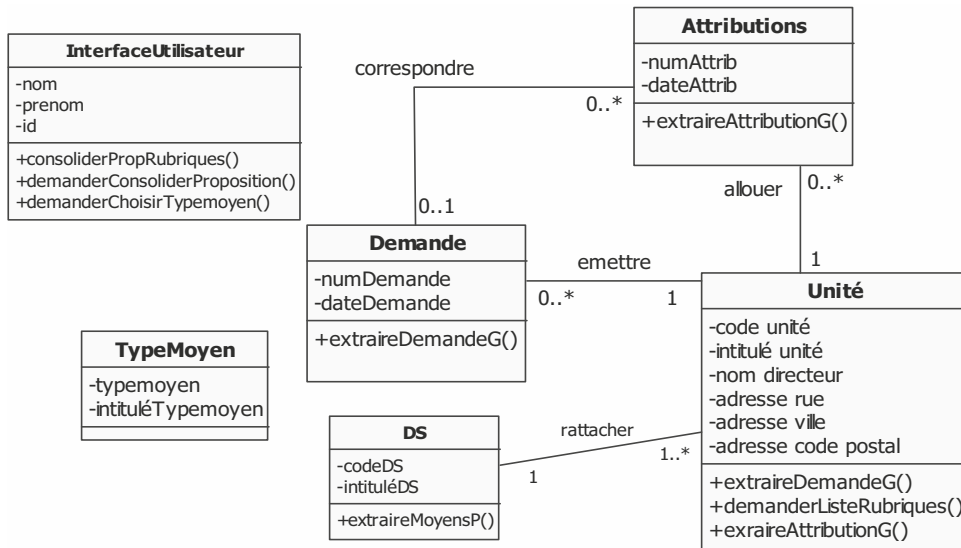 InterfaceUtilisateur
-nom
-prenom
-id
+consoliderPropRubriques()
+demanderConsoliderProposition()
+demanderChoisirTypemoyen()
correspondre
0..*
0..1
Attributions
-numAttrib
-dateAttrib
+extraireAttributionG()
allouer
0..*
1
Demande
-numDemande
-dateDemande
+extraireDemandeG()
emettre
0..*
1
Unité
-code unité
-intitulé unité
-nom directeur
-adresse rue
-adresse ville
-adresse code postal
+extraireDemandeG()
+demanderListeRubriques()
+exraireAttributionG()
TypeMoyen
-typemoyen
-intituléTypemoyen
DS
-codeDS
-intituléDS
+extraireMoyensP()
rattacher
1
1..*